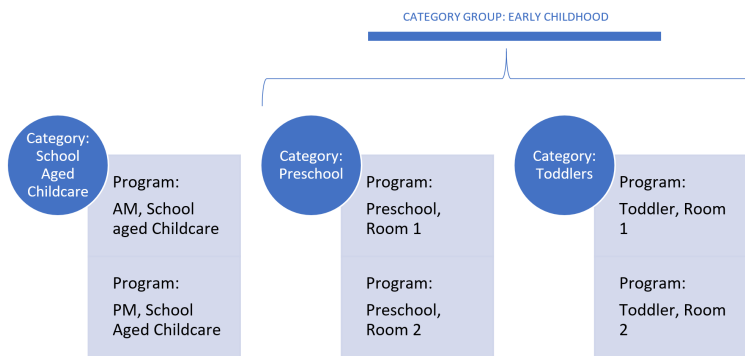 CATEGORY GROUP: EARLY CHILDHOOD
Category:
School
Aged
Childcare
Program:
AM, School
aged Childcare
Program:
PM, School
Aged Childcare
Category:
Preschool
Program:
Preschool,
Room 1
Program:
Preschool,
Room 2
Category:
Toddlers
Program:
Toddler, Room
1
Program:
Toddler, Room
2